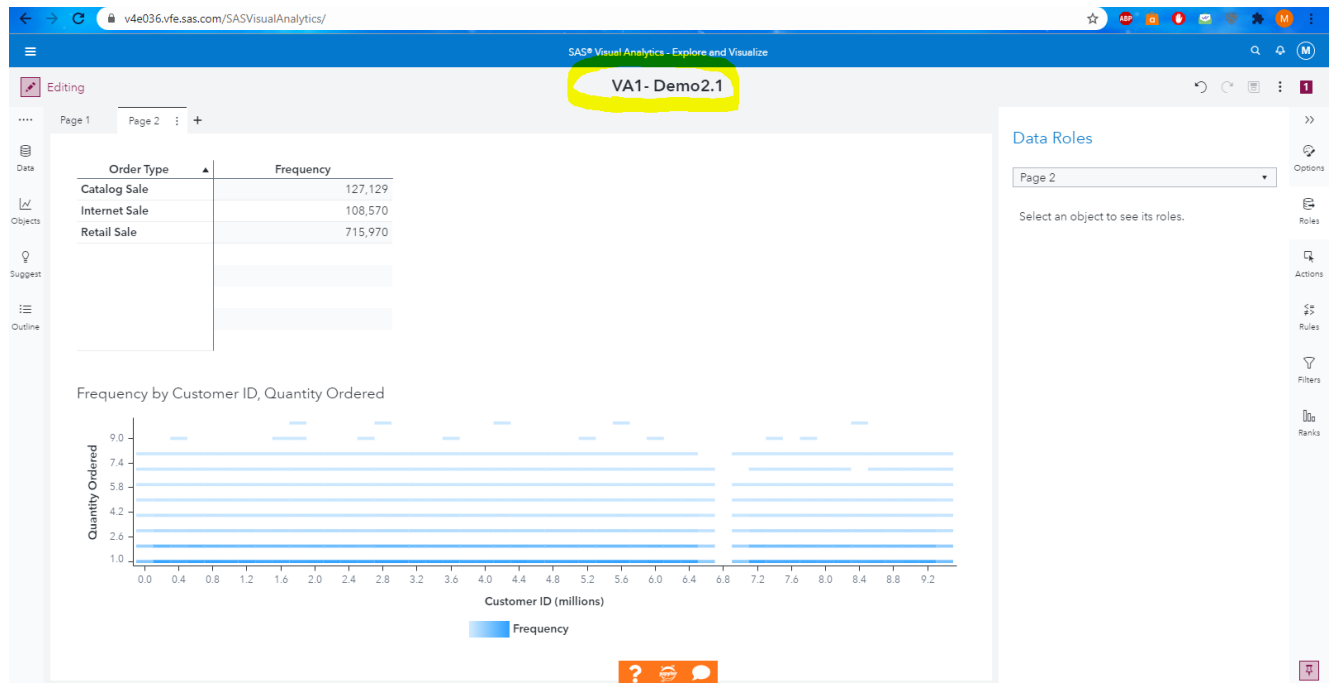 v4e036.vfe.sas.com/SASVisualAnalytics/
ABP
M
SAS® Visual Analytics - Explore and Visualize
M
Editing
VA1- Demo2.1
1
Page 1
Page 2
+
Data
Objects
Suggest
Outline
Order Type
Frequency
Catalog Sale 127,129
Internet Sale 108,570
Retail Sale 715,970
Frequency by Customer ID, Quantity Ordered
Quantity Ordered
9.0
7.4
5.8
4.2
2.6
1.0
0.0 0.4 0.8 1.2 1.6 2.0 2.4 2.8 3.2 3.6 4.0 4.4 4.8 5.2 5.6 6.0 6.4 6.8 7.2 7.6 8.0 8.4 8.8 9.2
Customer ID (millions)
Frequency
?
Data Roles
Page 2
Select an object to see its roles.
Options
Roles
Actions
Rules
Filters
Ranks